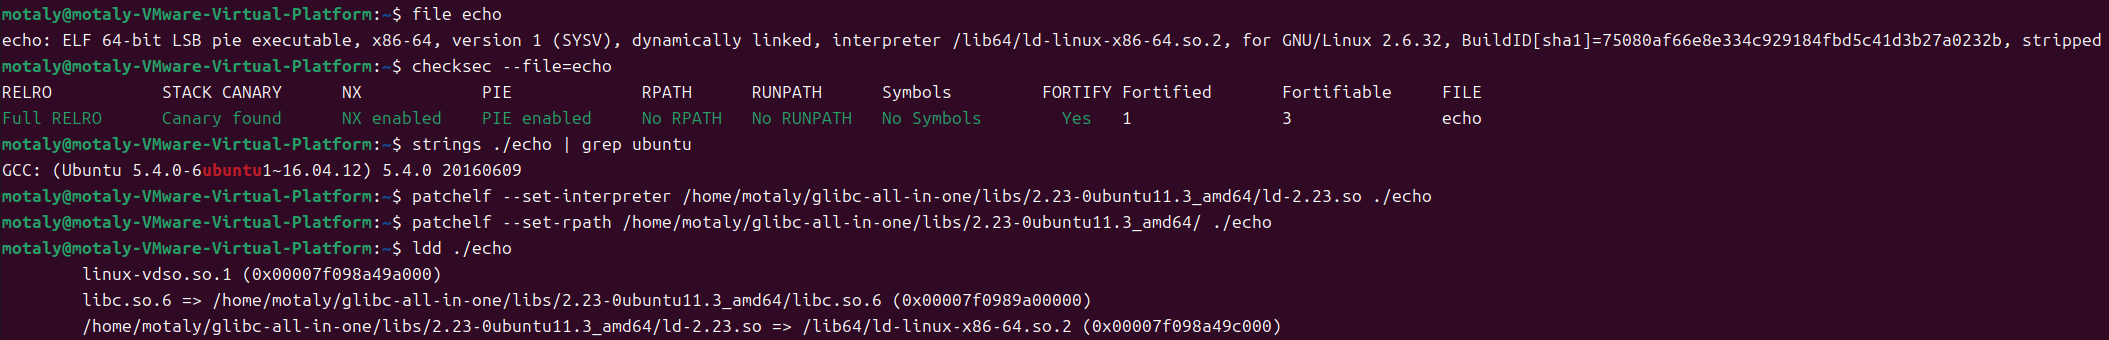 motaly@motaly-VMware-Virtual-Platform:~$ file echo
echo: ELF 64-bit LSB pie executable, x86-64, version 1 (SYSV), dynamically linked, interpreter /lib64/ld-linux-x86-64.so.2, for GNU/Linux 2.6.32, BuildID[sha1]=75080af66e8e334c929184fbd5c41d3b27a0232b, stripped
motaly@motaly-VMware-Virtual-Platform:~$ checksec --file=echo
RELRO           STACK CANARY      NX            PIE             RPATH      RUNPATH      Symbols         FORTIFY Fortified       Fortifiable     FILE
Full RELRO      Canary found      NX enabled    PIE enabled     No RPATH   No RUNPATH   No Symbols        Yes   1               3               echo
motaly@motaly-VMware-Virtual-Platform:~$ strings ./echo | grep ubuntu
GCC: (Ubuntu 5.4.0-6ubuntu1~16.04.12) 5.4.0 20160609
motaly@motaly-VMware-Virtual-Platform:~$ patchelf --set-interpreter /home/motaly/glibc-all-in-one/libs/2.23-0ubuntu11.3_amd64/ld-2.23.so ./echo
motaly@motaly-VMware-Virtual-Platform:~$ patchelf --set-rpath /home/motaly/glibc-all-in-one/libs/2.23-0ubuntu11.3_amd64/ ./echo
motaly@motaly-VMware-Virtual-Platform:~$ ldd ./echo
linux-vdso.so.1 (0x00007f098a49a000)
libc.so.6 => /home/motaly/glibc-all-in-one/libs/2.23-0ubuntu11.3_amd64/libc.so.6 (0x00007f0989a00000)
/home/motaly/glibc-all-in-one/libs/2.23-0ubuntu11.3_amd64/ld-2.23.so => /lib64/ld-linux-x86-64.so.2 (0x00007f098a49c000)